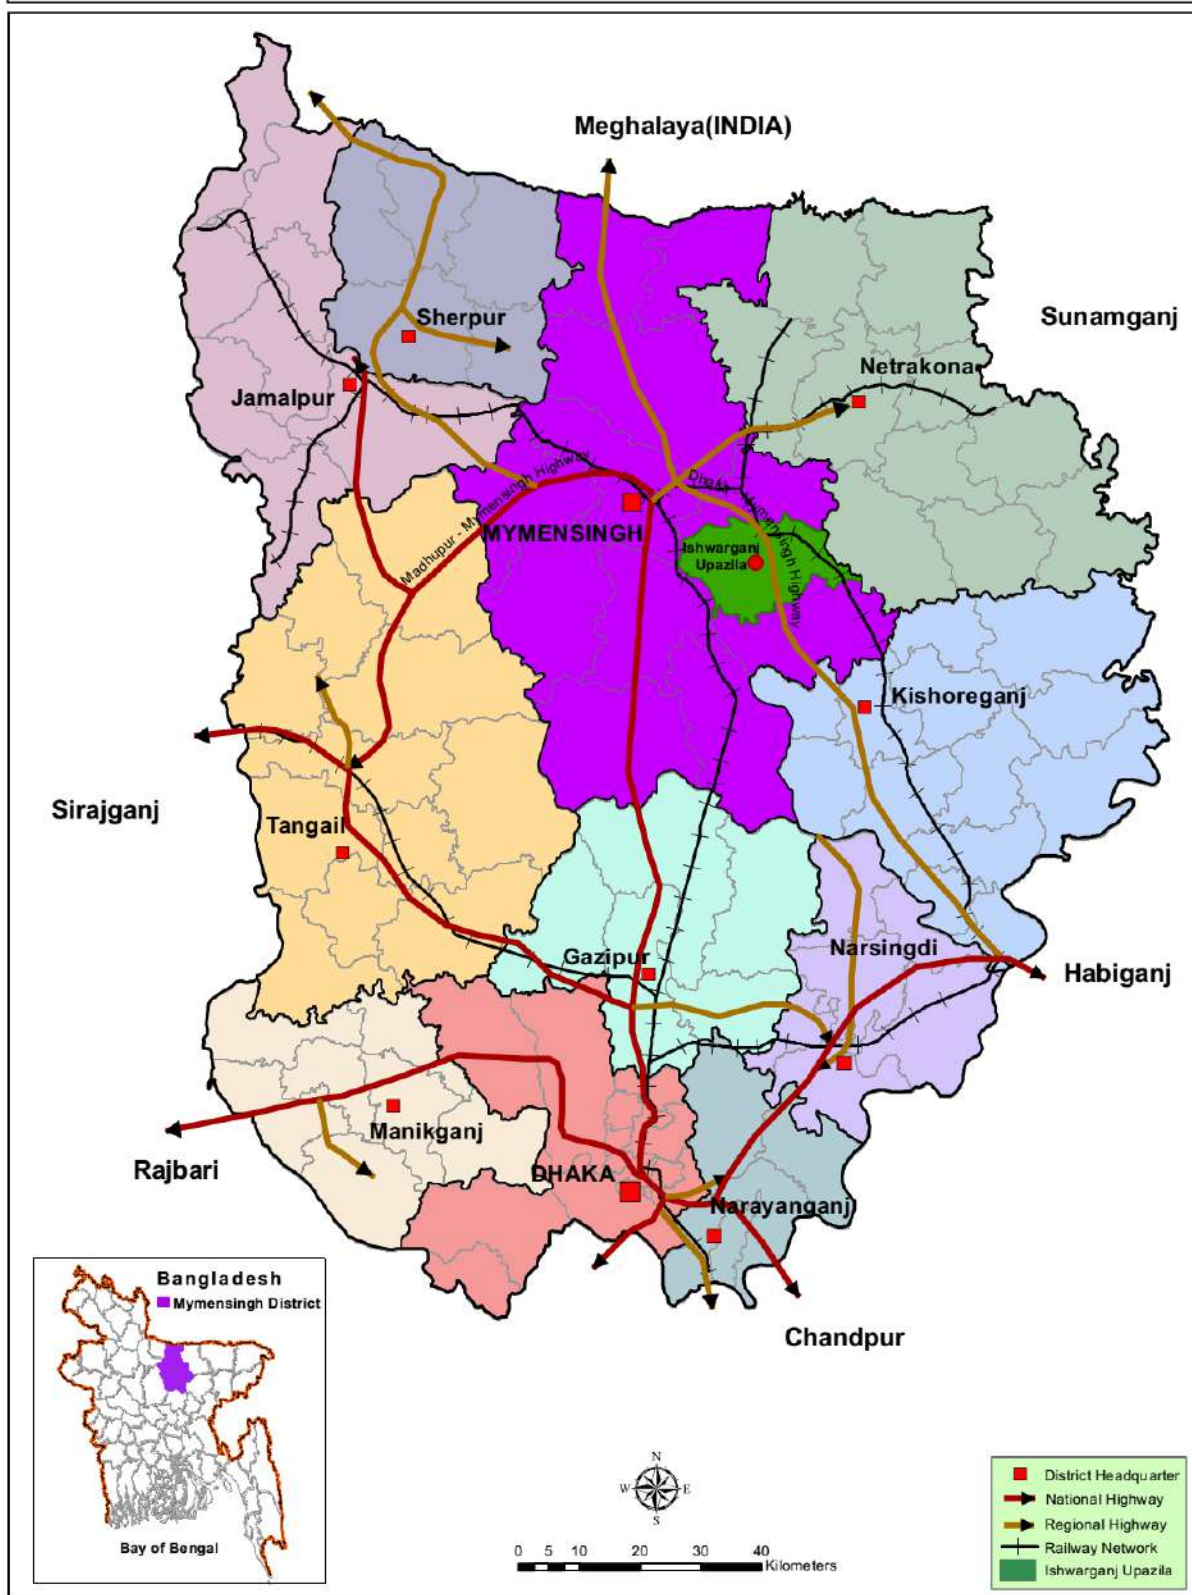 Meghalaya(INDIA)
Sunamganj
Sherpur
Netrakona
Jamalpur
Madhupur - Mymensingh Highway
Dhaka - Mymensingh Highway
MYMENSINGH
Ishwarganj
Upazila
Kishoreganj
Sirajganj
Tangail
Gazipur
Narsingdi
Habiganj
Manikganj
Rajbari
DHAKA
Narayanganj
Chandpur
Bangladesh
Mymensingh District
Bay of Bengal
N
W
E
S
0 5 10 20 30 40
Kilometers
District Headquarter
National Highway
Regional Highway
Railway Network
Ishwarganj Upazila